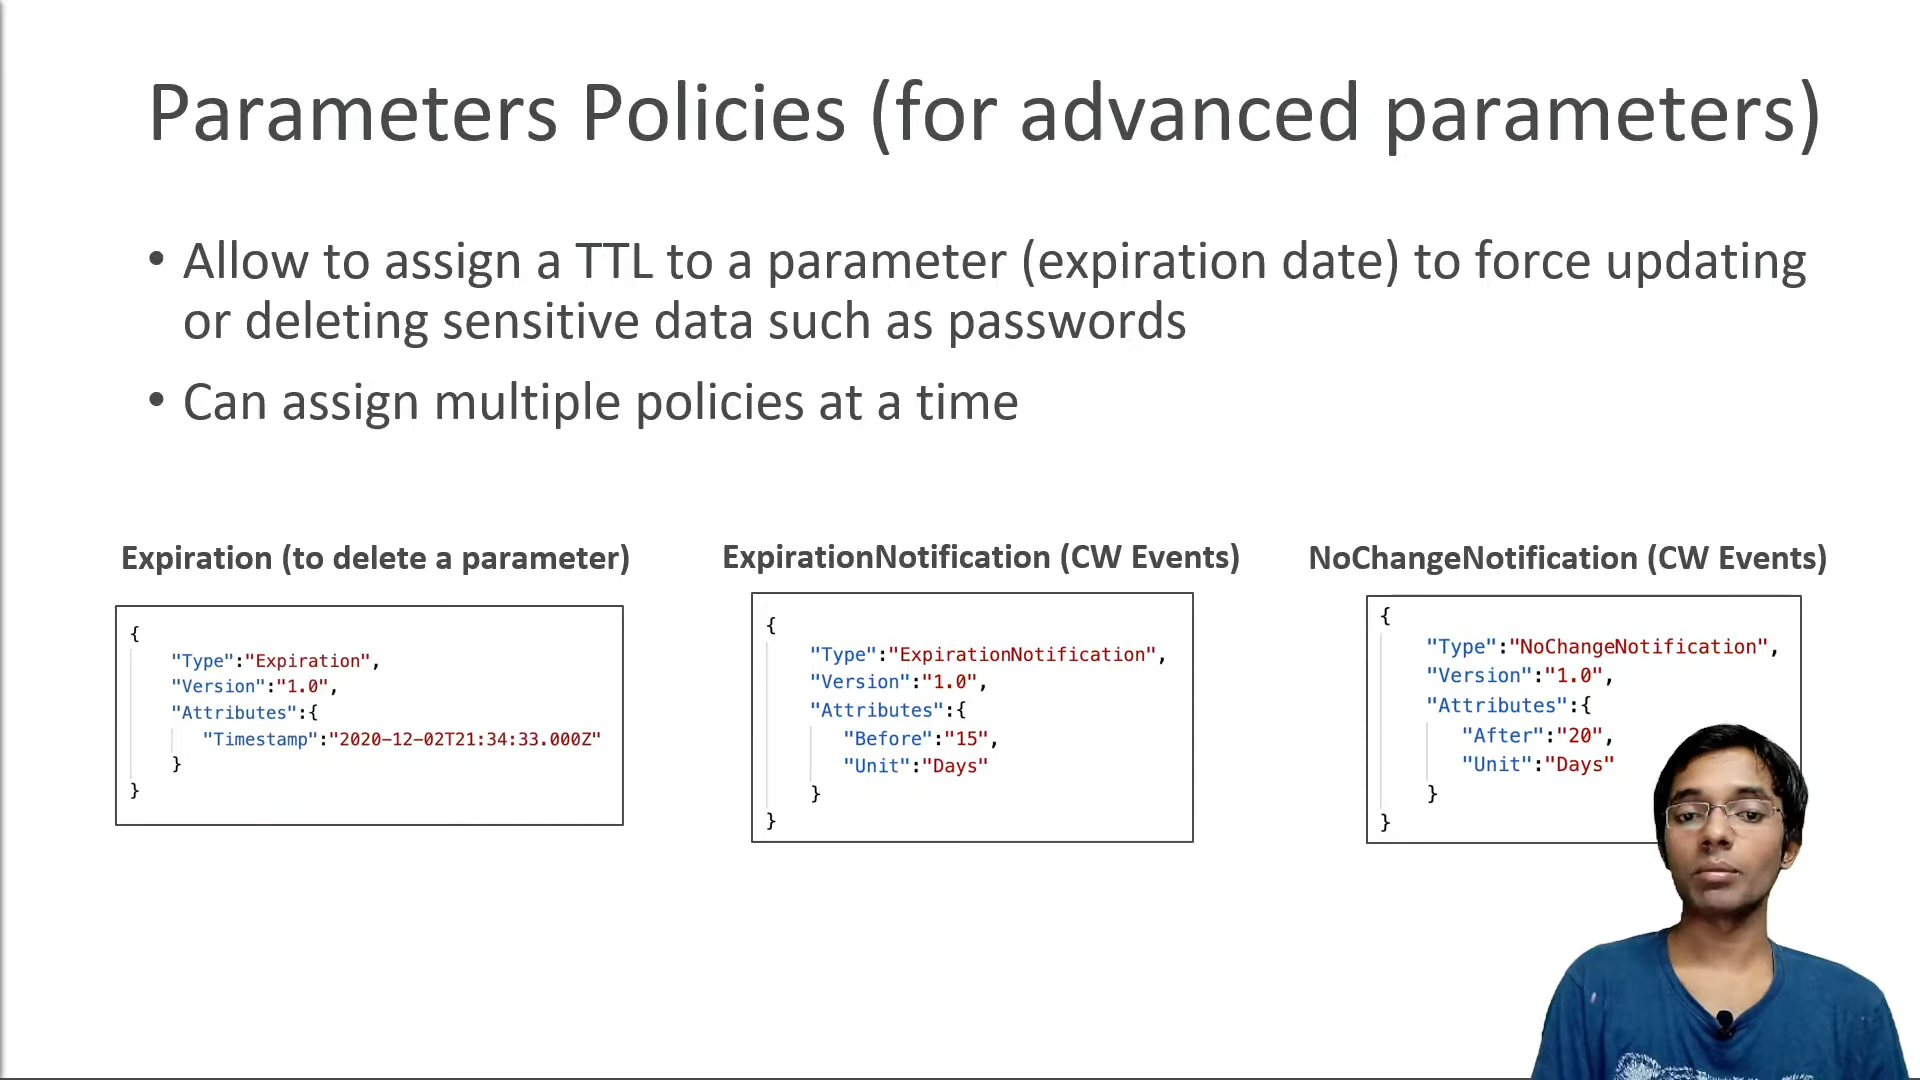 Parameters Policies (for advanced parameters)
• Allow to assign a TTL to a parameter (expiration date) to force updating
or deleting sensitive data such as passwords
• Can assign multiple policies at a time
Expiration (to delete a parameter)
{
"Type":"Expiration",
"Version":"1.0",
"Attributes":{
"Timestamp":"2020-12-02T21:34:33.000Z"
}
}
ExpirationNotification (CW Events)
{
"Type":"ExpirationNotification",
"Version":"1.0",
"Attributes":{
"Before":"15",
"Unit":"Days"
}
}
NoChangeNotification (CW Events)
{
"Type":"NoChangeNotification",
"Version":"1.0",
"Attributes":{
"After":"20",
"Unit":"Days"
}
}